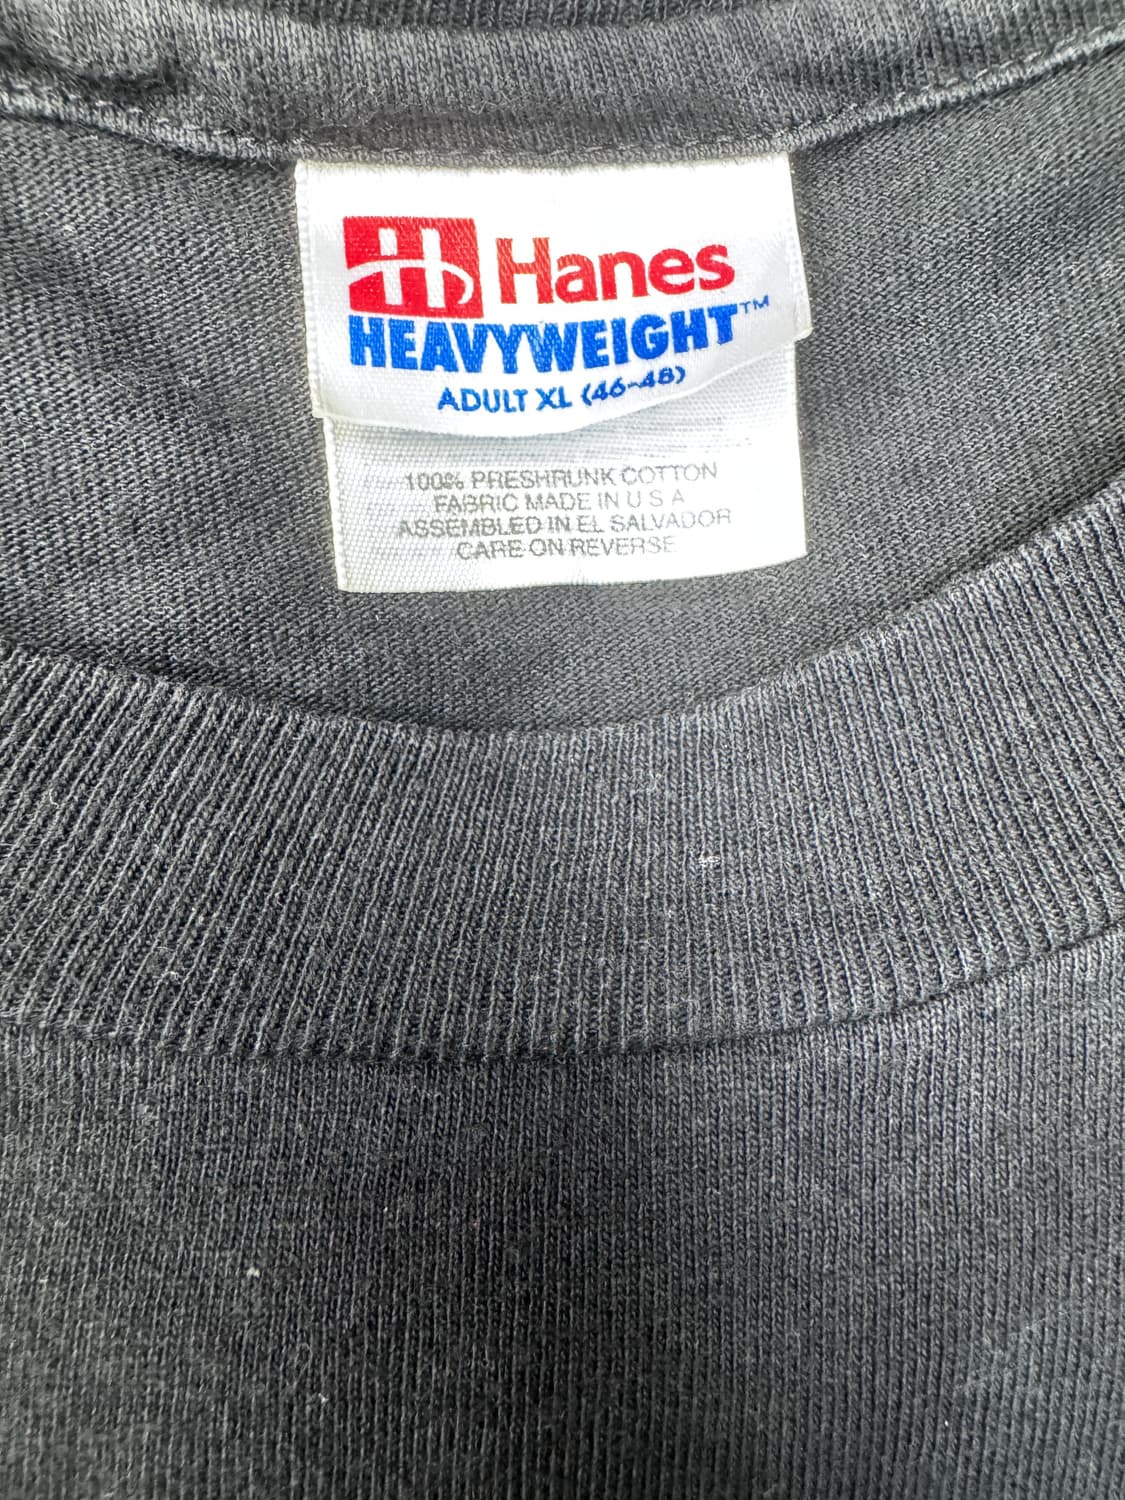 H Hanes
HEAVYWEIGHT™
ADULT XL (46-48)
100% PRESHRUNK COTTON
FABRIC MADE IN U S A
ASSEMBLED IN EL SALVADOR
CARE ON REVERSE